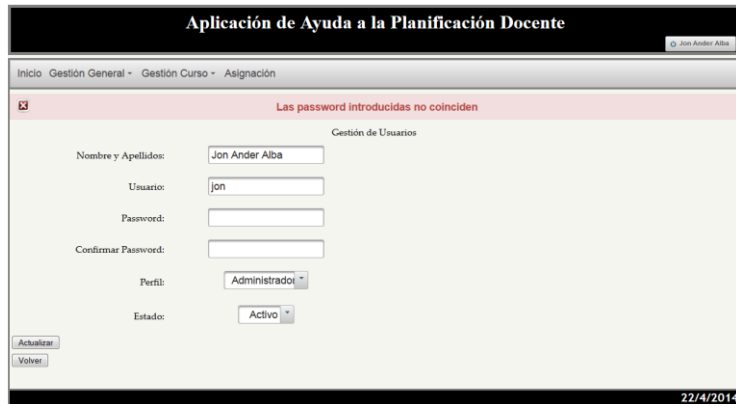 Aplicación de Ayuda a la Planificación Docente
Jon Ander Alba
Inicio Gestión General Gestión Curso Asignación
Las password introducidas no coinciden
Gestión de Usuarios
Nombre y Apellidos: Jon Ander Alba
Usuario: jon
Password:
Confirmar Password:
Perfil: Administrador
Estado: Activo
Actualizar
Volver
22/4/2014